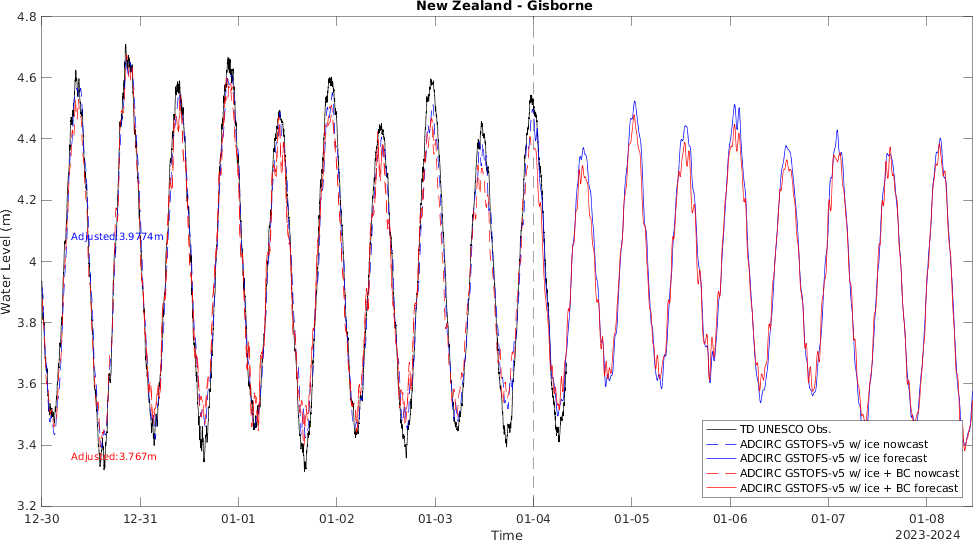 New Zealand - Gisborne
4.8
4.6
4.4
4.2
4
3.8
3.6
3.4
3.2
Water Level (m)
Adjusted:3.9774m
Adjusted:3.767m
TD UNESCO Obs.
ADCIRC GSTOFS-v5 w/ ice nowcast
ADCIRC GSTOFS-v5 w/ ice forecast
ADCIRC GSTOFS-v5 w/ ice + BC nowcast
ADCIRC GSTOFS-v5 w/ ice + BC forecast
12-30 12-31 01-01 01-02 01-03 01-04 01-05 01-06 01-07 01-08
Time
2023-2024